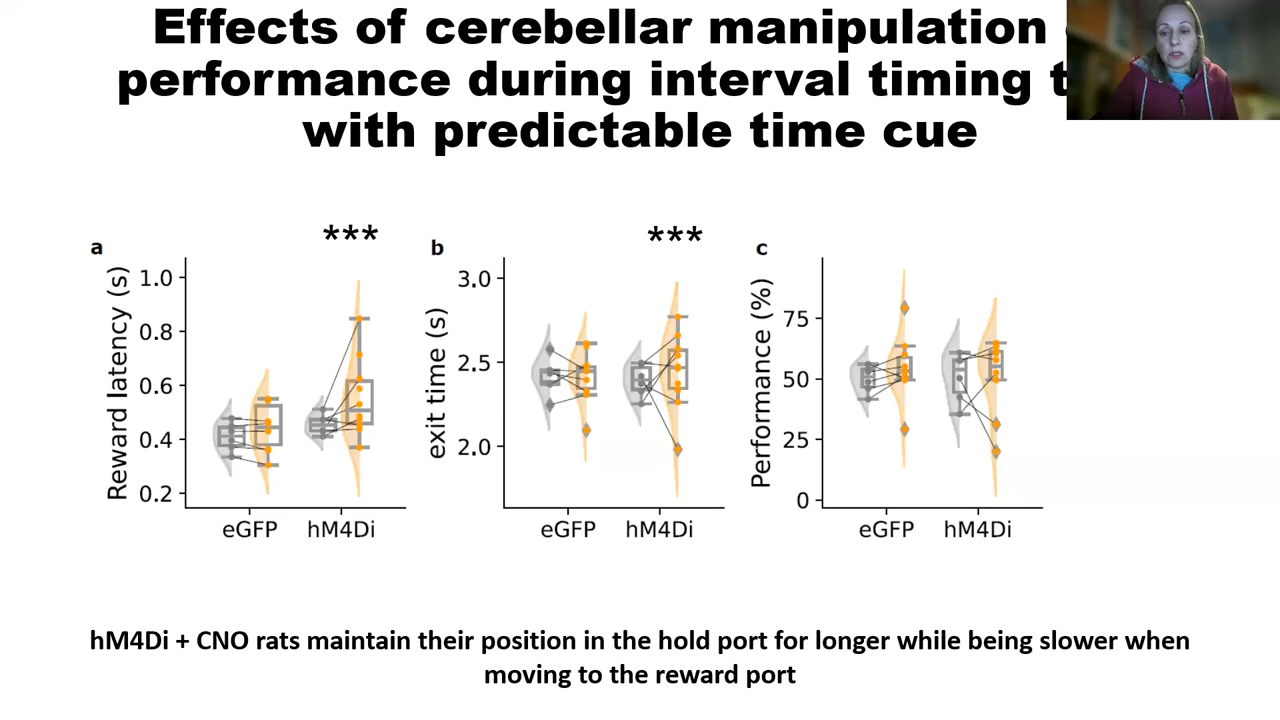 Effects of cerebellar manipulation
performance during interval timing
with predictable time cue
a
***
b
***
c
Reward latency (s)
1.0
0.8
0.6
0.4
0.2
eGFP
hM4Di
exit time (s)
3.0
2.5
2.0
eGFP
hM4Di
Performance (%)
75
50
25
0
eGFP
hM4Di
hM4Di + CNO rats maintain their position in the hold port for longer while being slower when
moving to the reward port